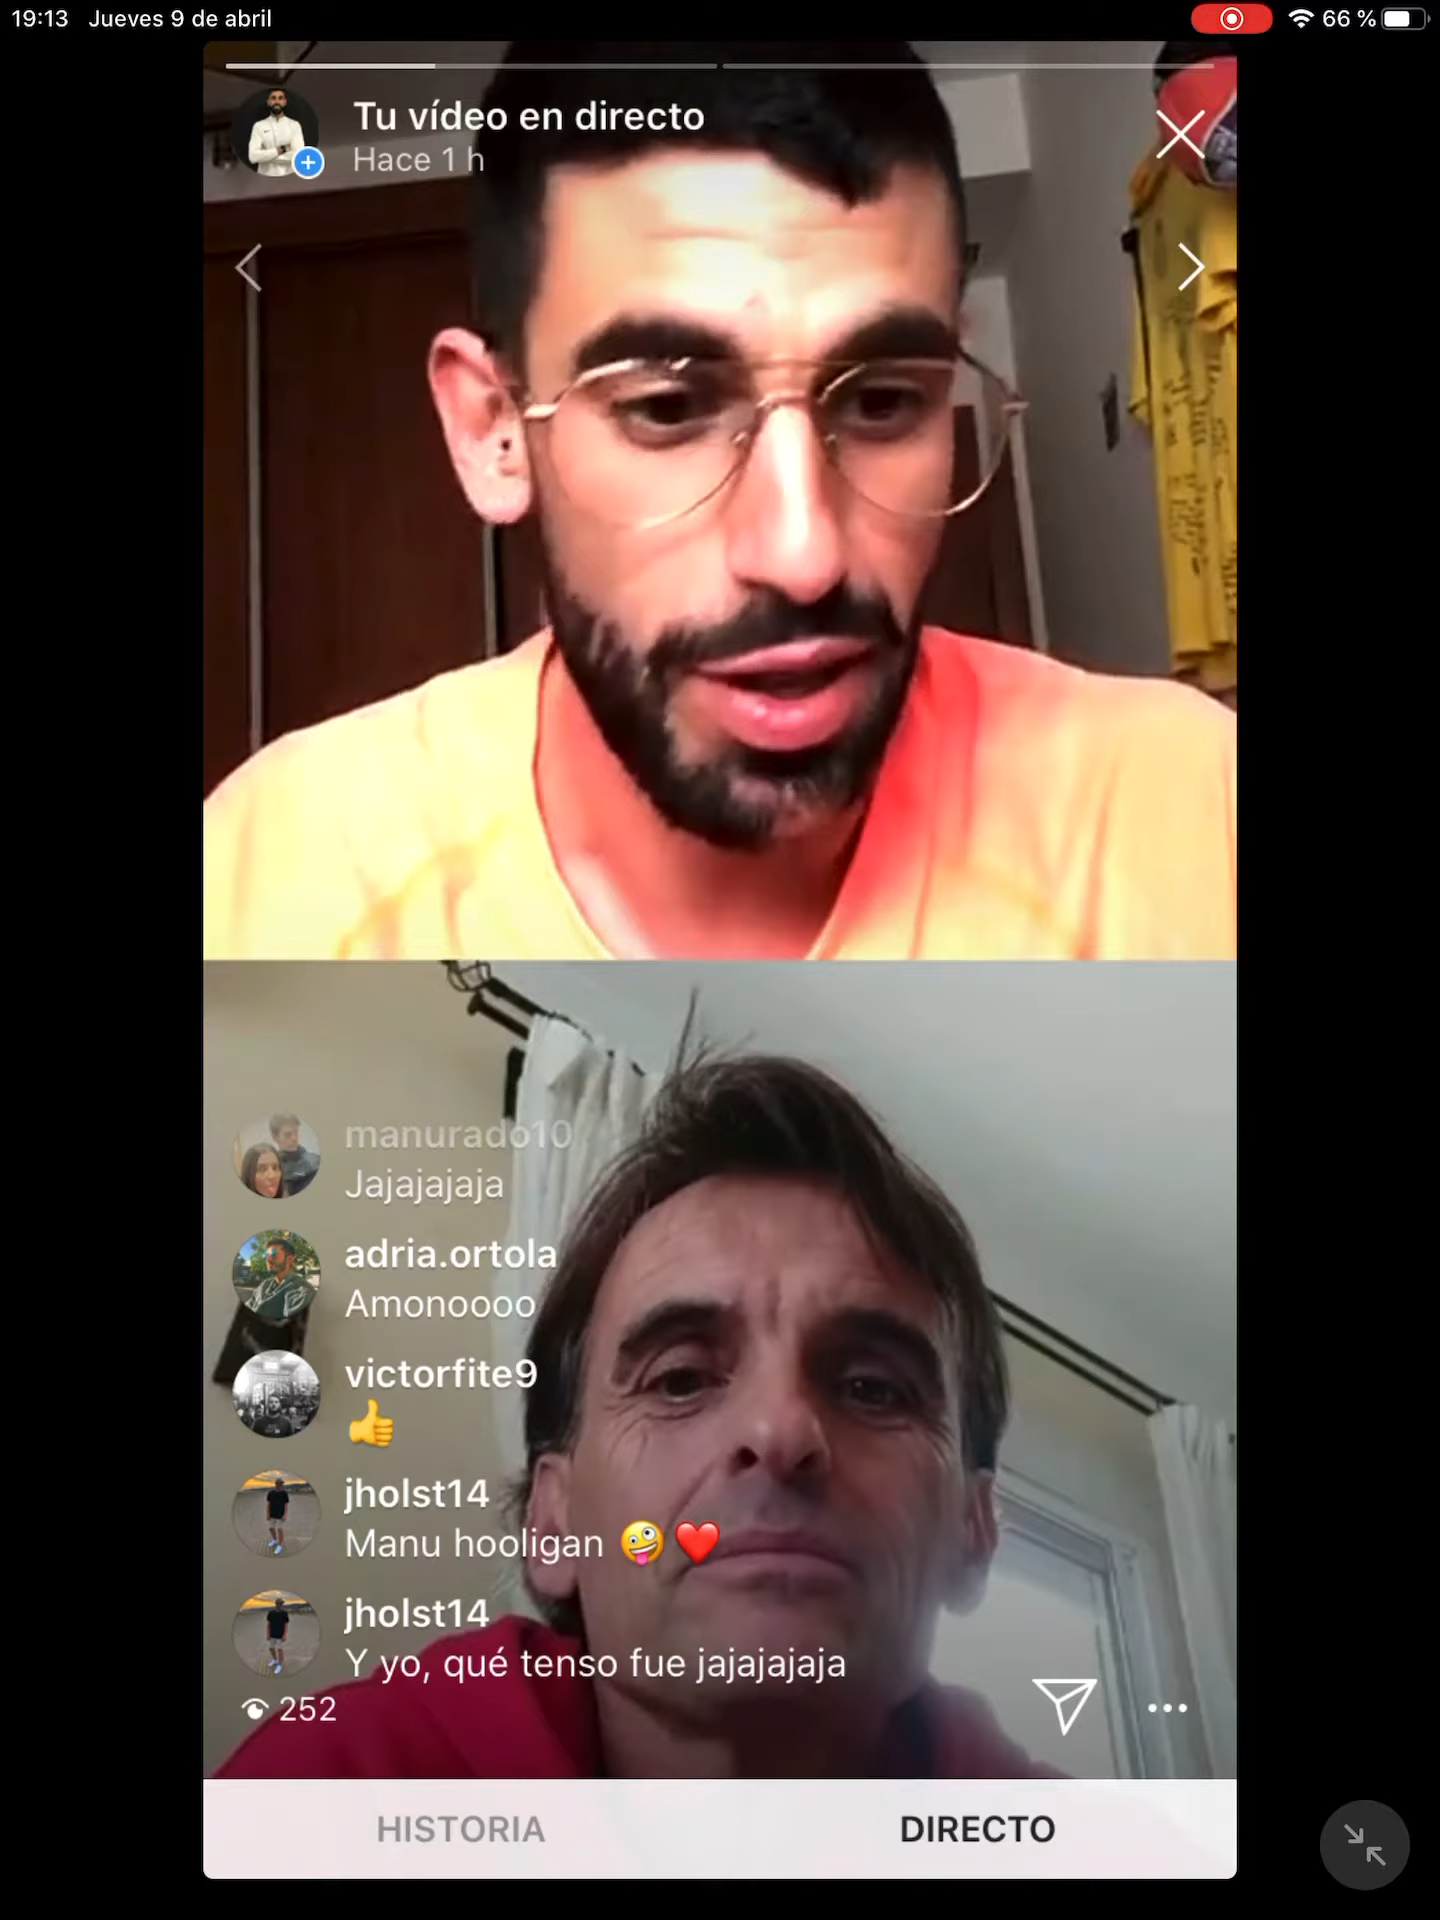 19:13 Jueves 9 de abril
66 %
Tu vídeo en directo
Hace 1 h
manurado10
Jajajajaja
adria.ortola
Amonoooo
victorfite9
👍
jholst14
Manu hooligan 🤪❤️
jholst14
Y yo, qué tenso fue jajajajaja
252
HISTORIA
DIRECTO